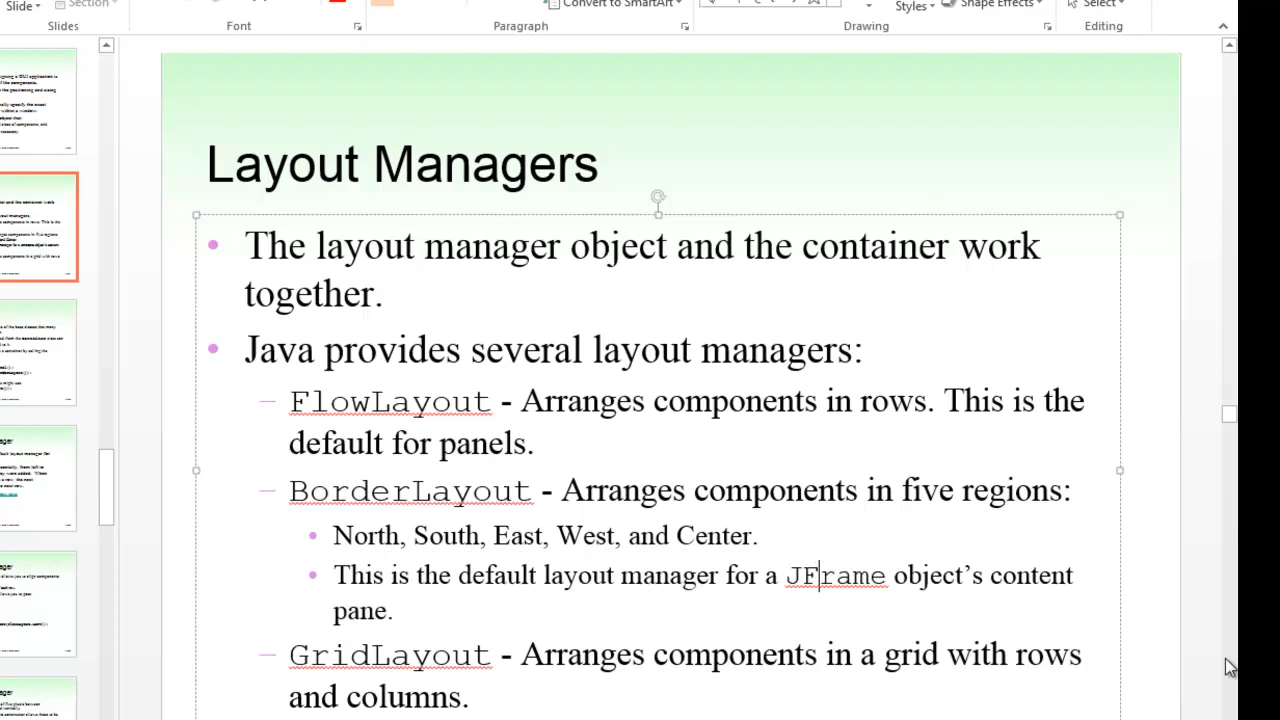 Slide
Section
Convert to SmartArt
Styles
Shape Effects
Select
Slides
Font
Paragraph
Drawing
Editing
Layout Managers
The layout manager object and the container work
together.
Java provides several layout managers:
FlowLayout - Arranges components in rows. This is the
default for panels.
BorderLayout - Arranges components in five regions:
North, South, East, West, and Center.
This is the default layout manager for a JFrame object’s content
pane.
GridLayout - Arranges components in a grid with rows
and columns.